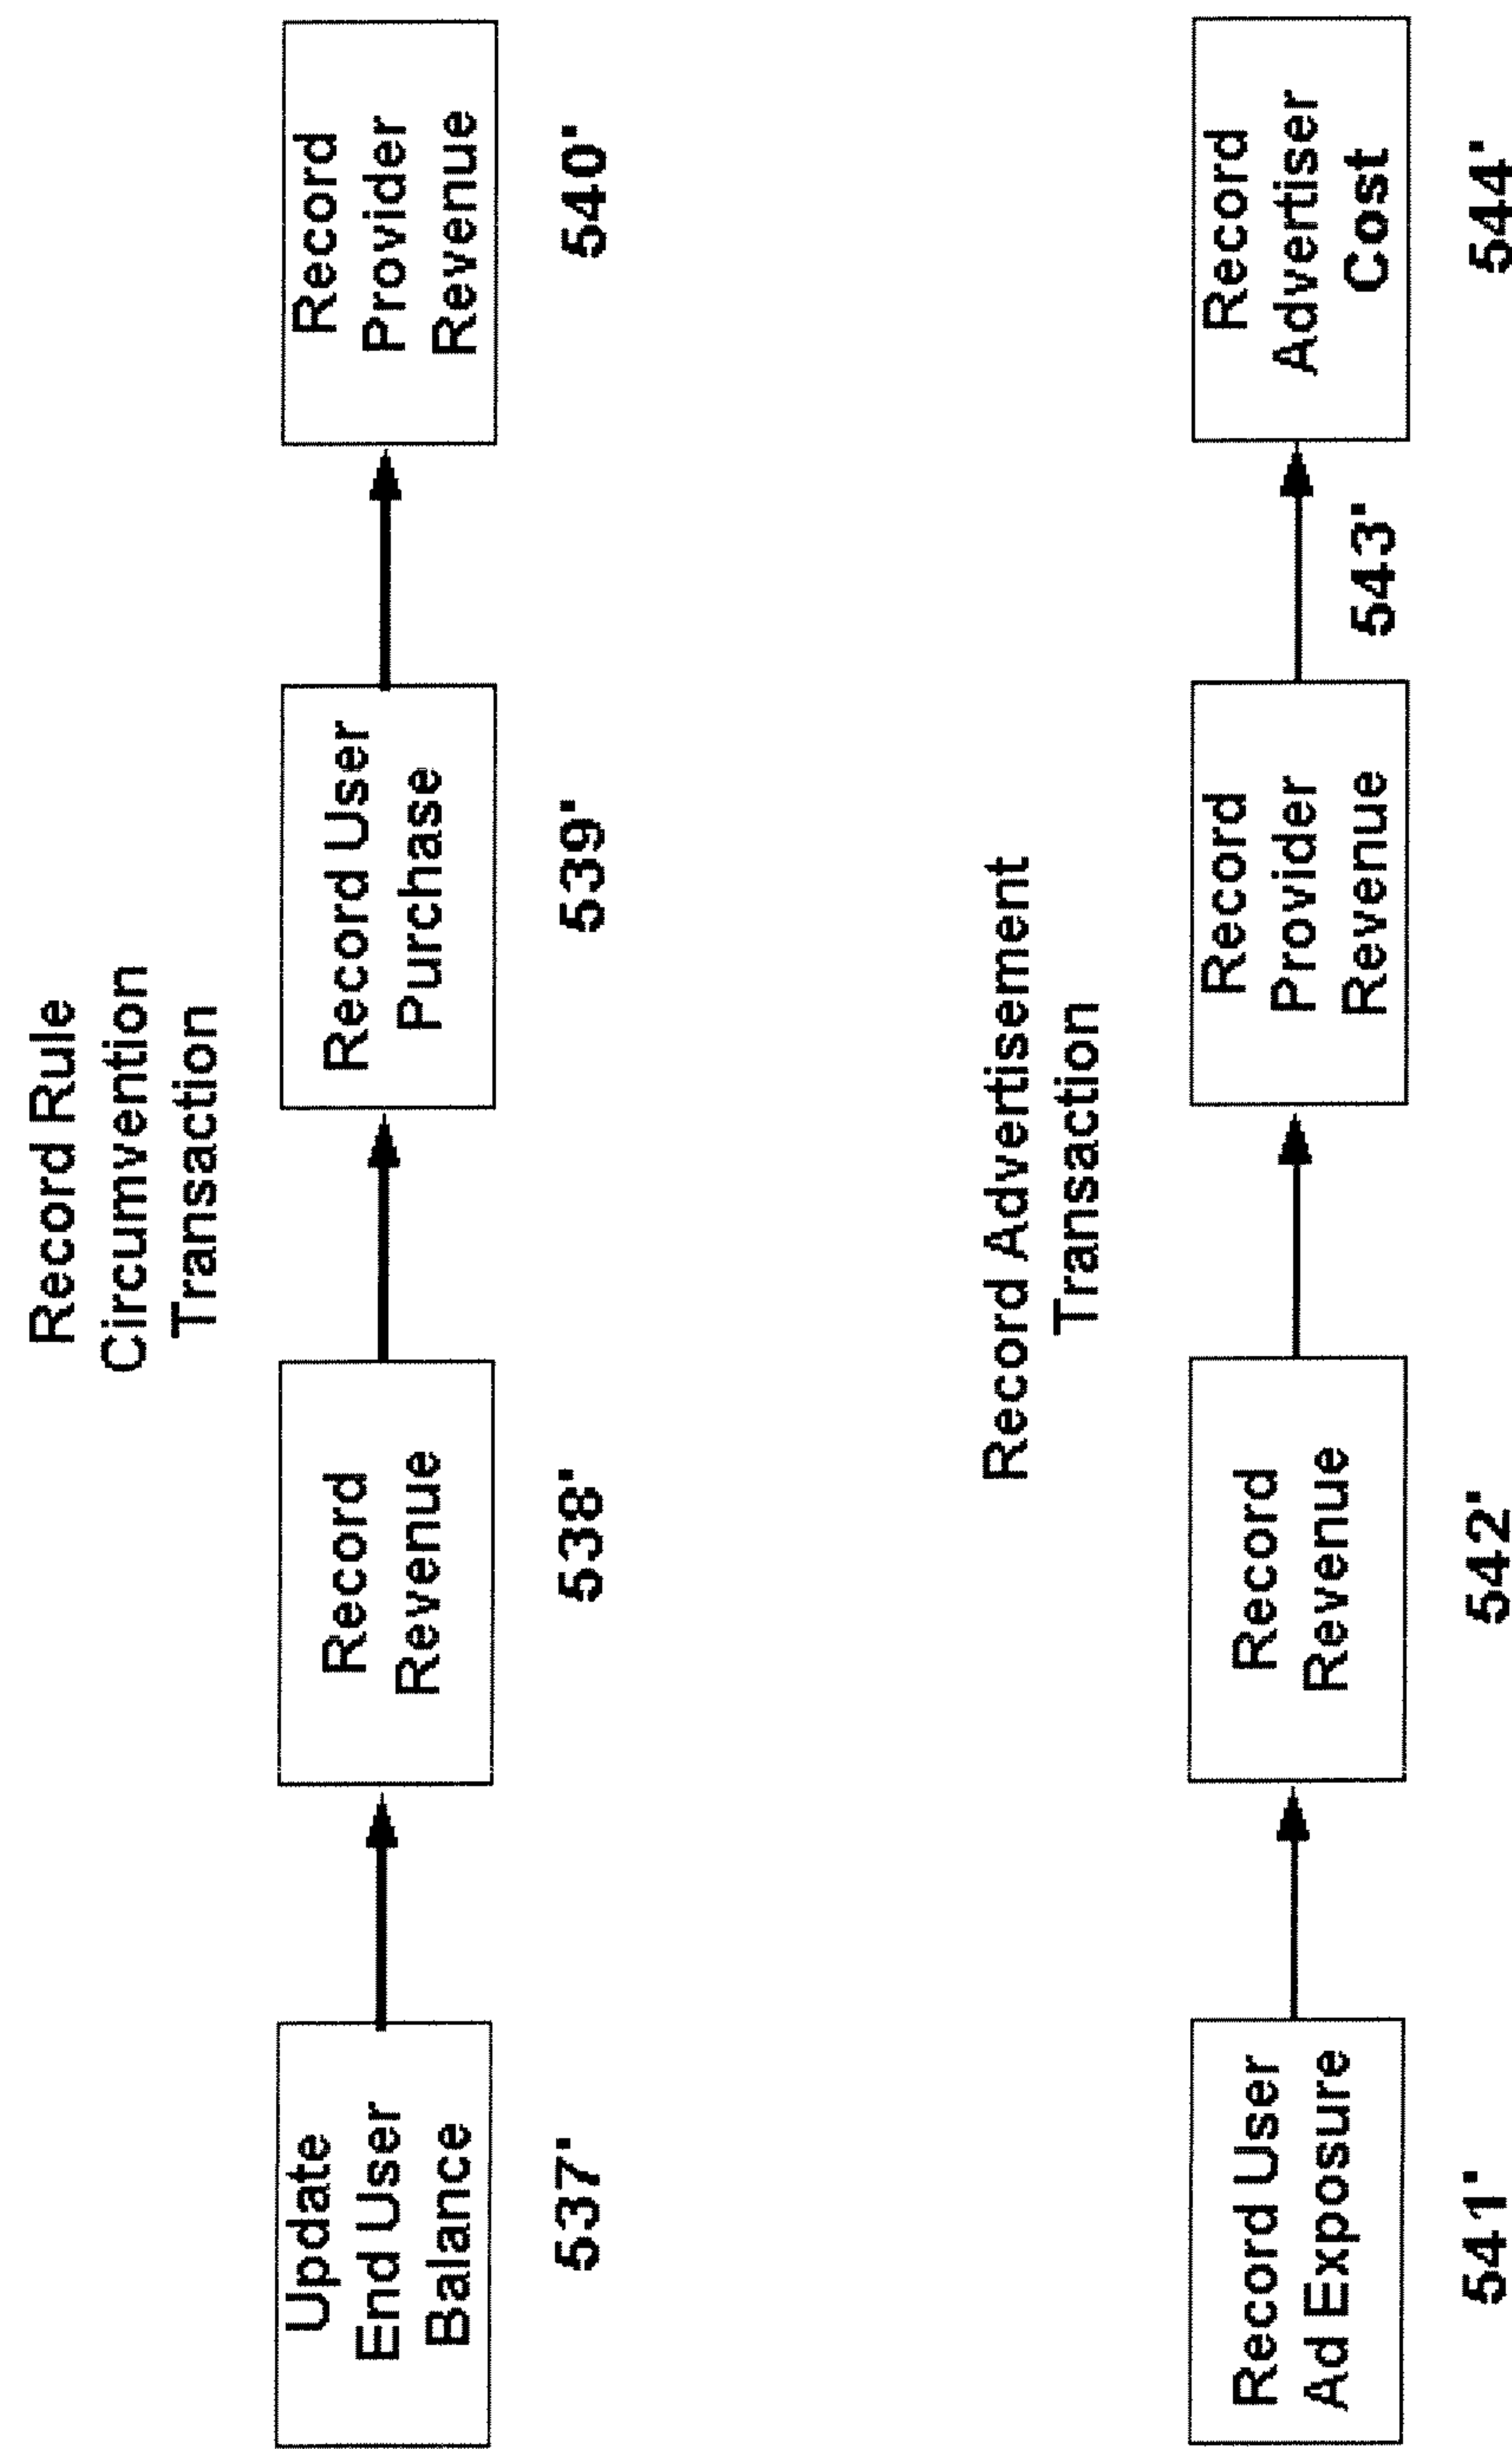 Record Rule
Circumvention
Transaction
Update
End User
Balance
537'
Record
Revenue
538'
Record User
Purchase
539'
Record
Provider
Revenue
540'
Record Advertisement
Transaction
Record User
Ad Exposure
541'
Record
Revenue
542'
Record
Provider
Revenue
543'
Record
Advertiser
Cost
544'